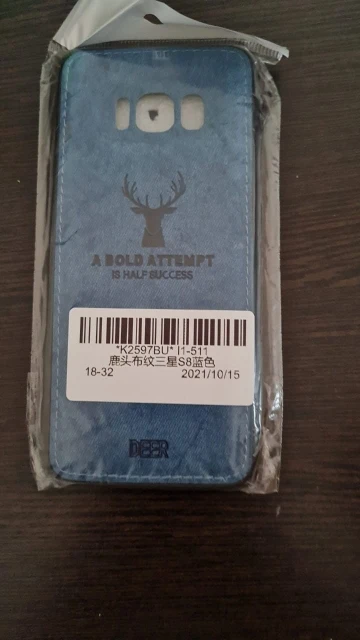 A BOLD ATTEMPT
IS HALF SUCCESS
*K2597BU* I1-511
鹿头布纹三星S8蓝色
18-32 2021/10/15
DEER